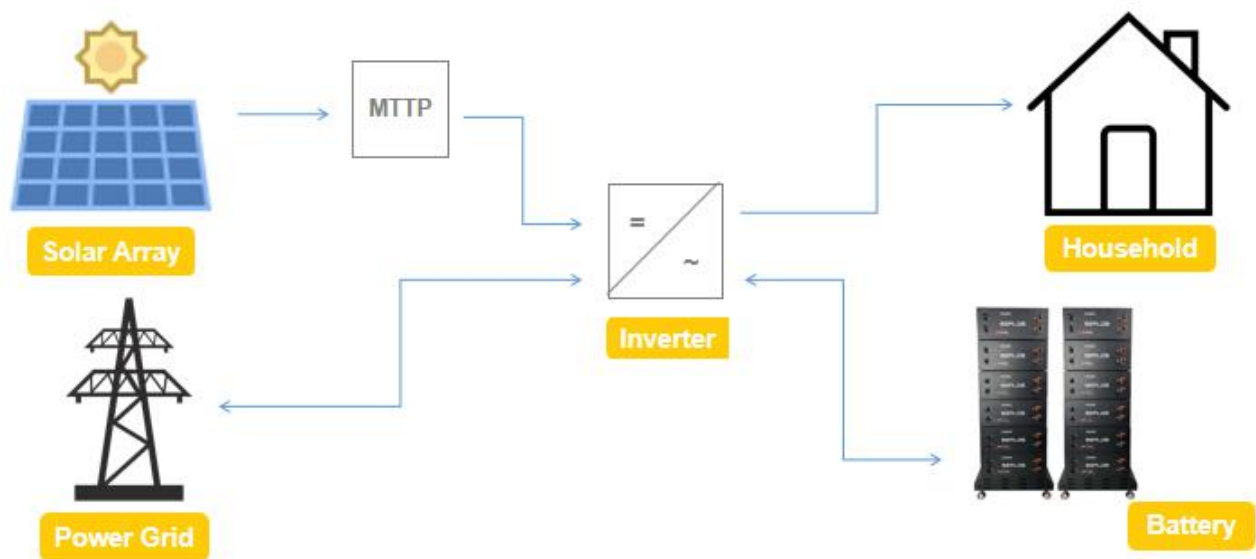 MTTP
Solar Array
=
~
Household
Inverter
Power Grid
Battery